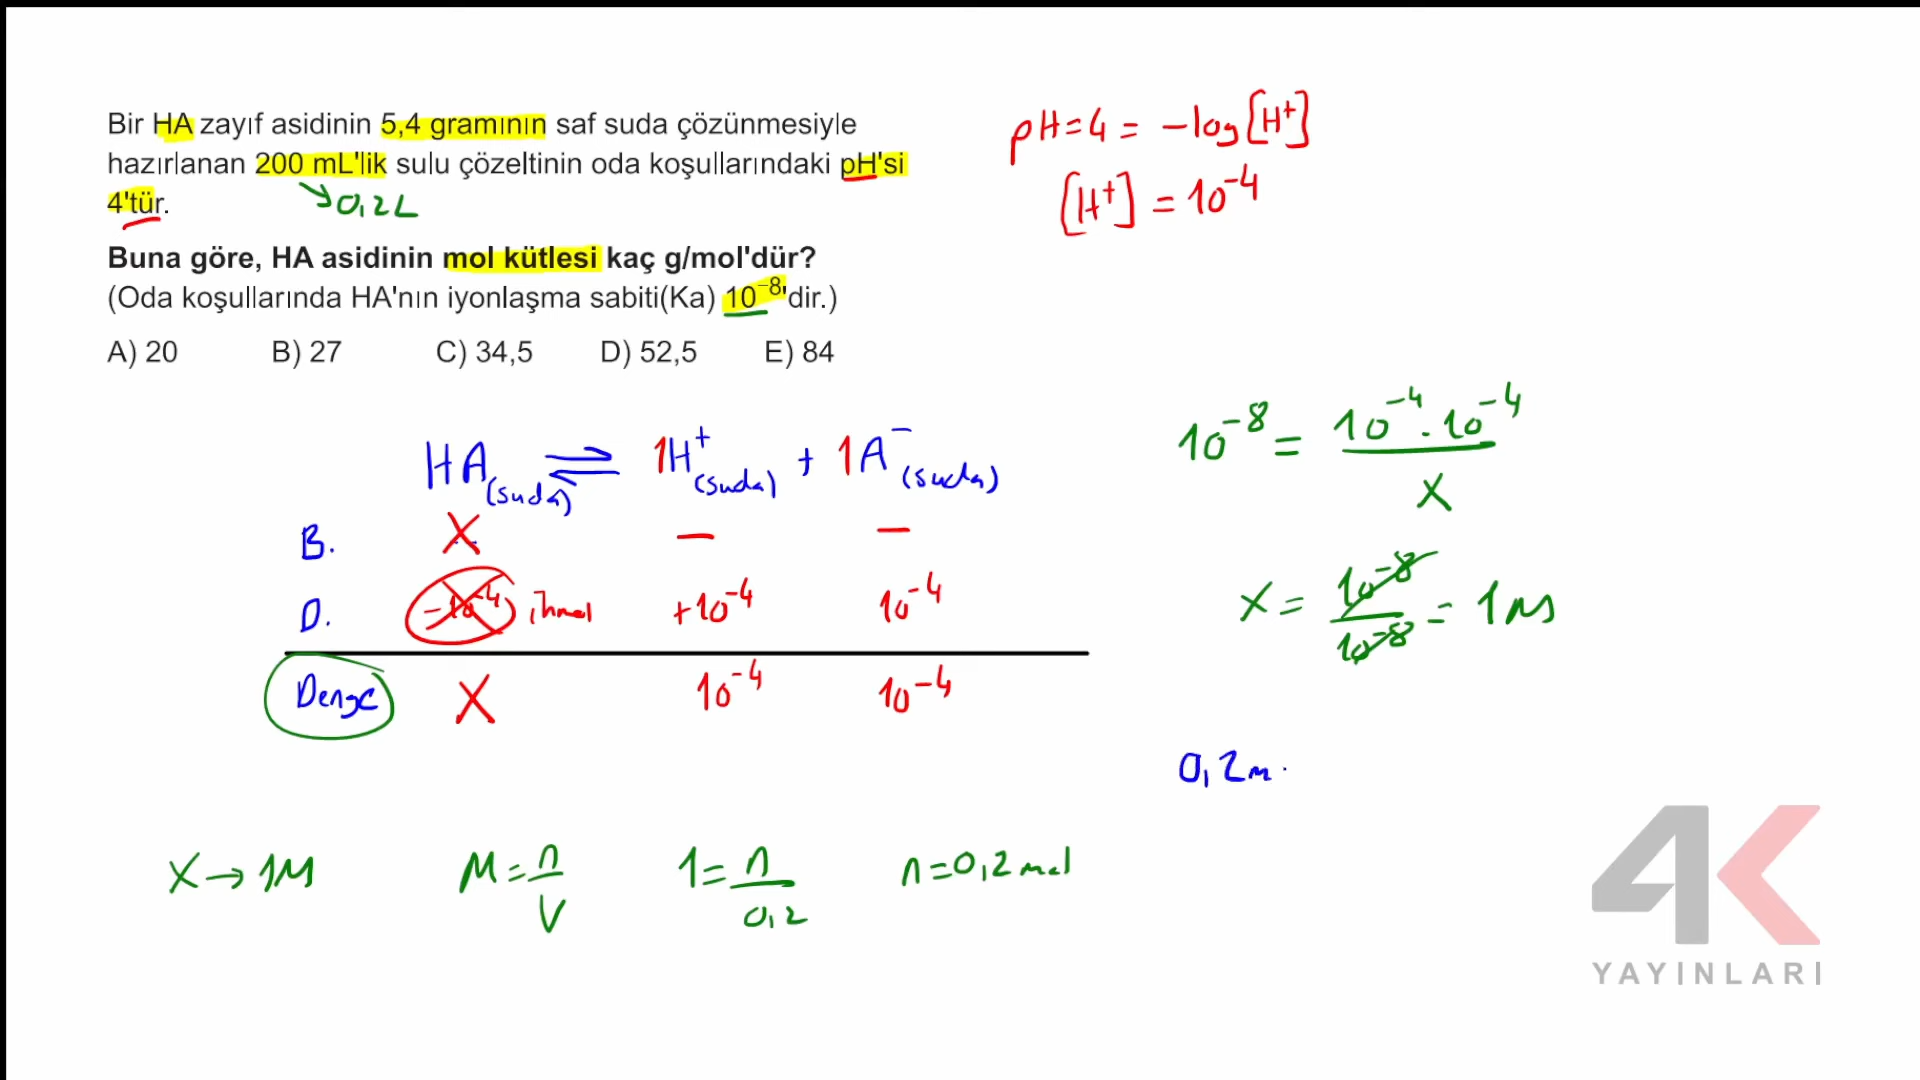 Bir HA zayıf asidinin 5,4 gramının saf suda çözünmesiyle
hazırlanan 200 mL'lik sulu çözeltinin oda koşullarındaki pH'si
4'tür.
0,2L
Buna göre, HA asidinin mol kütlesi kaç g/mol'dür?
(Oda koşullarında HA'nın iyonlaşma sabiti(Ka) 10⁻⁸'dir.)
A) 20 B) 27 C) 34,5 D) 52,5 E) 84
pH=4 = -log[H⁺]
[H⁺] = 10⁻⁴
HA(suda) ⇌ 1H⁺(suda) + 1A⁻(suda)
B. X - -
D. -10⁻⁴ ihmal +10⁻⁴ 10⁻⁴
Denge X 10⁻⁴ 10⁻⁴
10⁻⁸ = 10⁻⁴ . 10⁻⁴ / X
X = 10⁻⁸ / 10⁻⁸ = 1M
0,2m
X → 1M M = n / V 1 = n / 0,2 n=0,2 mol
4K
YAYINLARI